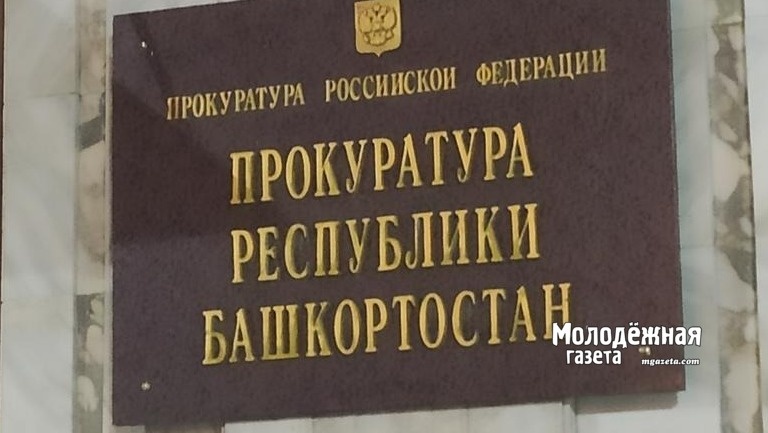 ПРОКУРАТУРА РОССИЙСКОЙ ФЕДЕРАЦИИ
ПРОКУРАТУРА
РЕСПУБЛИКИ
БАШКОРТОСТАН
Молодёжная
газета mgazeta.com